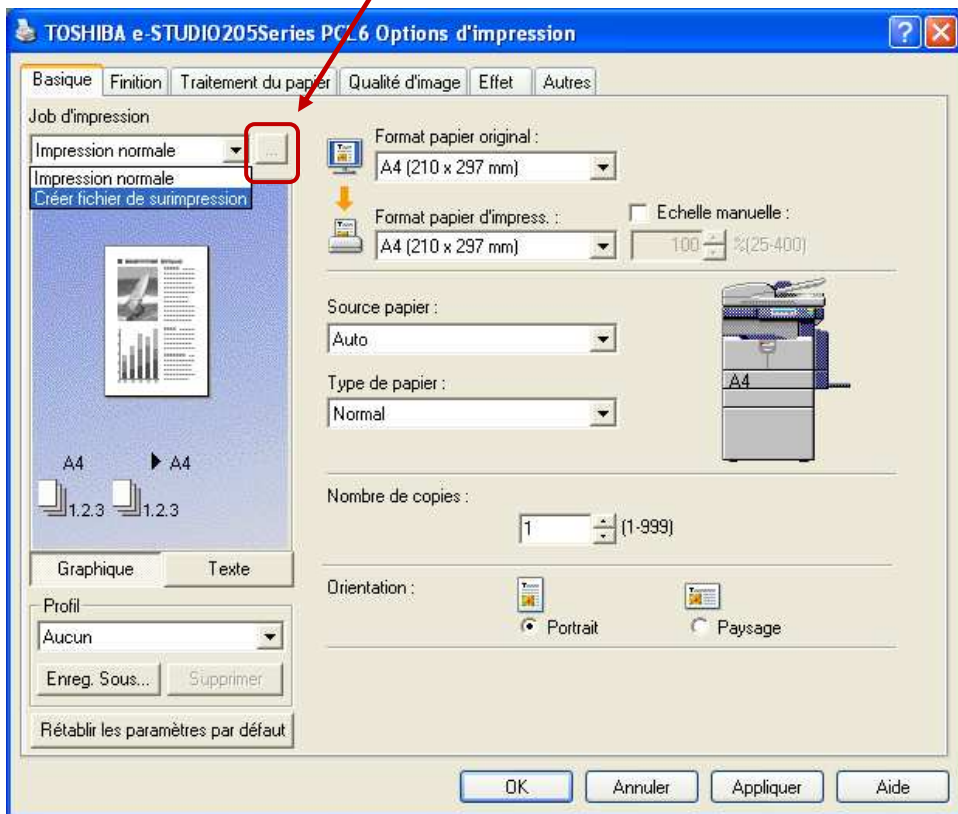 TOSHIBA e-STUDIO205Series PCL6 Options d'impression
Basique Finition Traitement du papier Qualité d'image Effet Autres
Job d'impression
Impression normale ...
Impression normale
Créer fichier de surimpression
A4 A4
1.2.3 1.2.3
Graphique Texte
Profil
Aucun
Enreg. Sous... Supprimer
Rétablir les paramètres par défaut
Format papier original :
A4 (210 x 297 mm)
Format papier d'impress. :
A4 (210 x 297 mm)
Echelle manuelle :
100 %(25-400)
Source papier :
Auto
Type de papier :
Normal
A4
Nombre de copies :
1 (1-999)
Orientation :
Portrait Paysage
OK Annuler Appliquer Aide